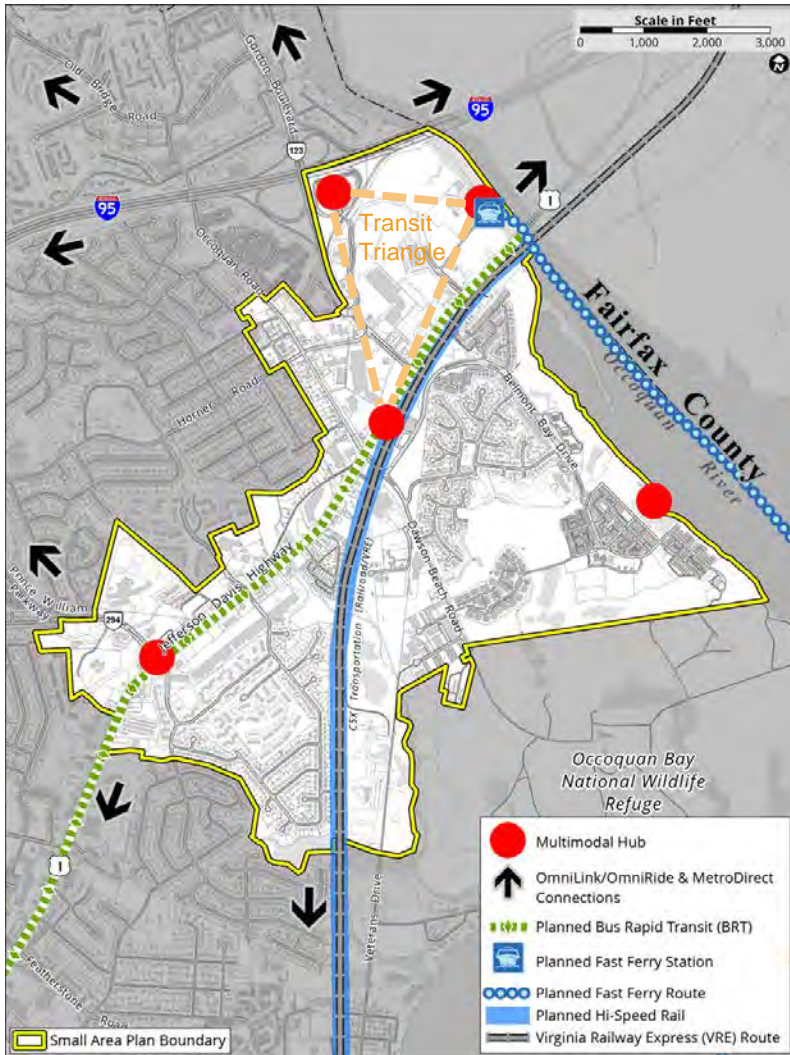 Scale in Feet
0 1,000 2,000 3,000
N
Old Bridge Road
Gordon Boulevard
123
95
95
1
Occoquan Road
Transit
Triangle
Fairfax County
Occoquan River
Horner Road
Belmont Bay Drive
Dawson Beach Road
Prince William
Parkway
294
Jefferson Davis Highway
CSX Transportation (Railroad/VRE)
Occoquan Bay
National Wildlife
Refuge
1
Veterans Drive
Featherstone Road
Multimodal Hub
OmniLink/OmniRide & MetroDirect
Connections
Planned Bus Rapid Transit (BRT)
Planned Fast Ferry Station
Planned Fast Ferry Route
Planned Hi-Speed Rail
Virginia Railway Express (VRE) Route
Small Area Plan Boundary